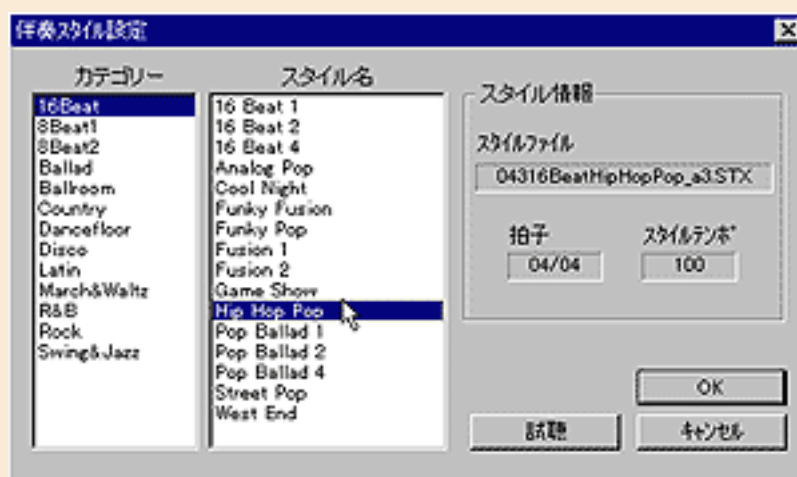 伴奏ｽﾀｲﾙ設定
カテゴリー
16Beat
8Beat1
8Beat2
Ballad
Ballroom
Country
Dancefloor
Disco
Latin
March&Waltz
R&B
Rock
Swing&Jazz
スタイル名
16 Beat 1
16 Beat 2
16 Beat 4
Analog Pop
Cool Night
Funky Fusion
Funky Pop
Fusion 1
Fusion 2
Game Show
Hip Hop Pop
Pop Ballad 1
Pop Ballad 2
Pop Ballad 4
Street Pop
West End
スタイル情報
ｽﾀｲﾙﾌｧｲﾙ
04316BeatHipHopPop_a3.STX
拍子
ｽﾀｲﾙﾃﾝﾎﾟ
04/04
100
OK
試聴
ｷｬﾝｾﾙ